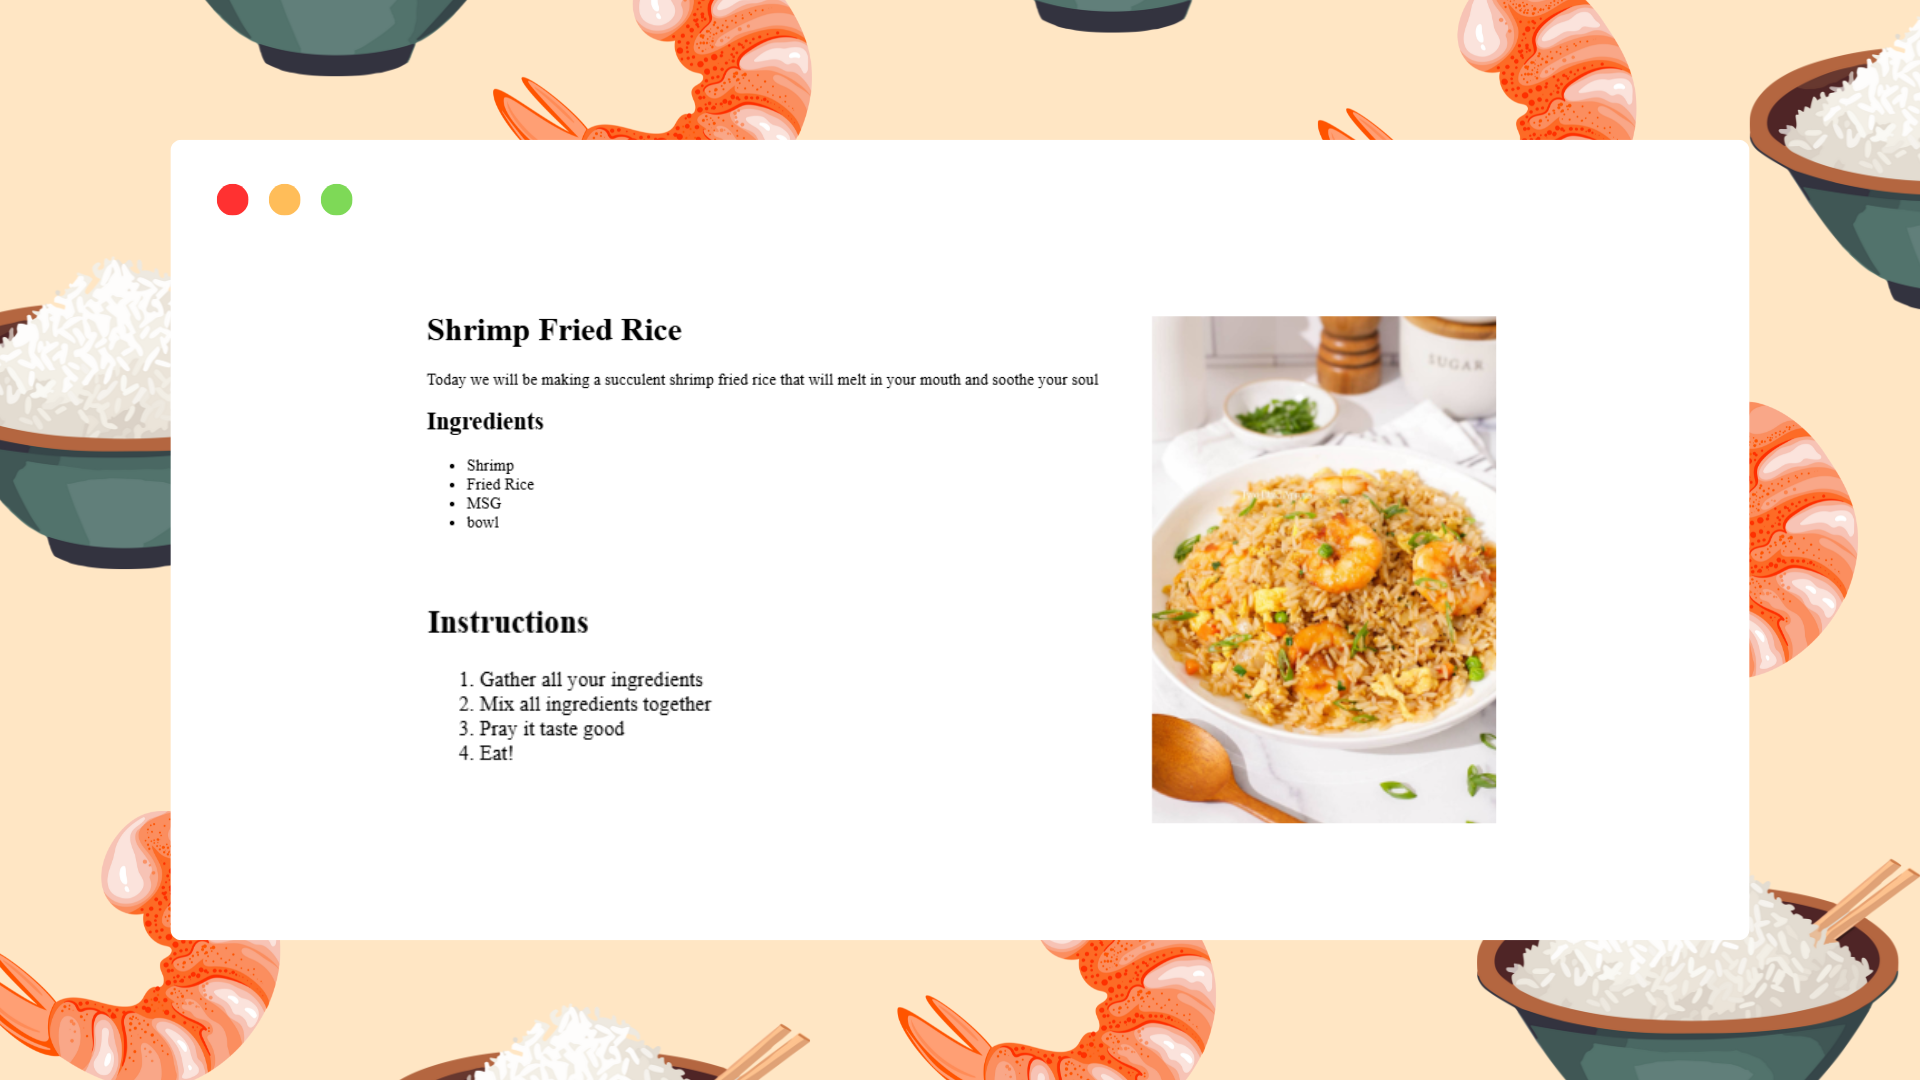 Shrimp Fried Rice
Today we will be making a succulent shrimp fried rice that will melt in your mouth and soothe your soul
Ingredients
• Shrimp
• Fried Rice
• MSG
• bowl
Instructions
1. Gather all your ingredients
2. Mix all ingredients together
3. Pray it taste good
4. Eat!
SUGAR